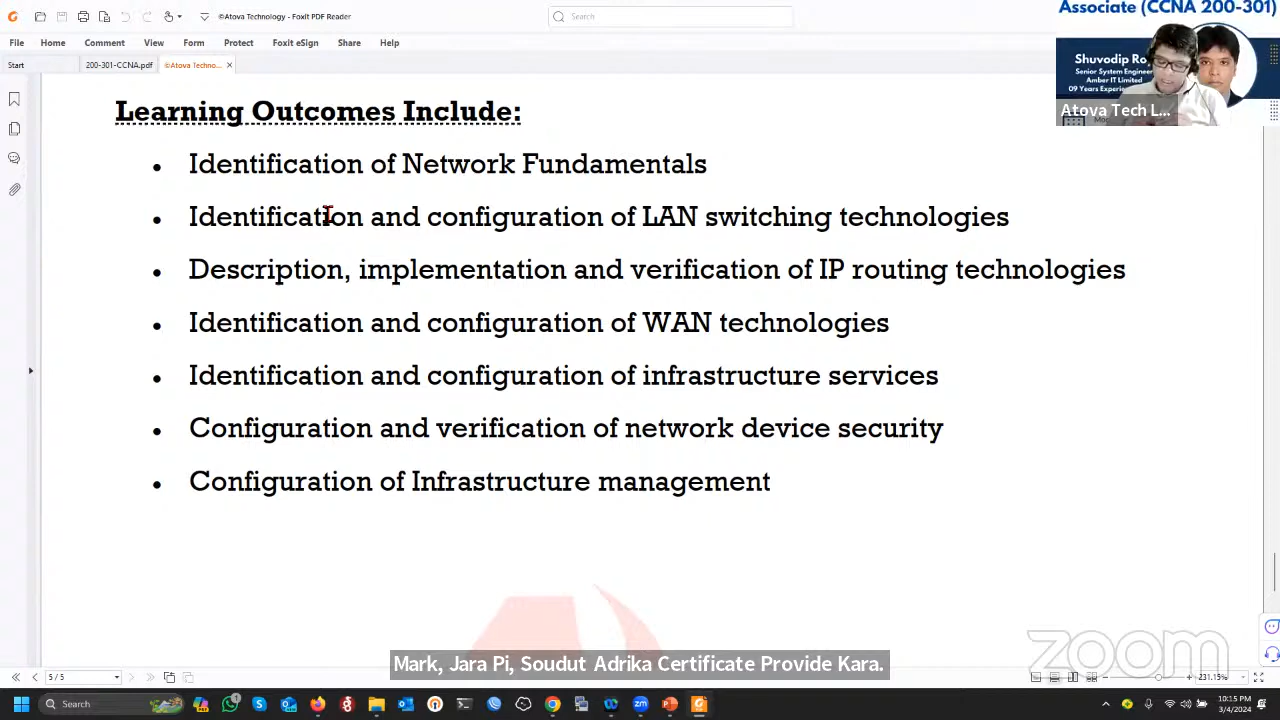 ©Atova Technology - Foxit PDF Reader
Search
Associate (CCNA 200-301)
File Home Comment View Form Protect Foxit eSign Share Help
Start 200-301-CCNA.pdf ©Atova Techno...
Shuvodip Ro
Senior System Engineer
Amber IT Limited
09 Years Experi
Atova Tech L...
Learning Outcomes Include:
• Identification of Network Fundamentals
• Identification and configuration of LAN switching technologies
• Description, implementation and verification of IP routing technologies
• Identification and configuration of WAN technologies
• Identification and configuration of infrastructure services
• Configuration and verification of network device security
• Configuration of Infrastructure management
Mark, Jara Pi, Soudut Adrika Certificate Provide Kara.
zoom
5/5
231.15%
Search
10:15 PM
3/4/2024